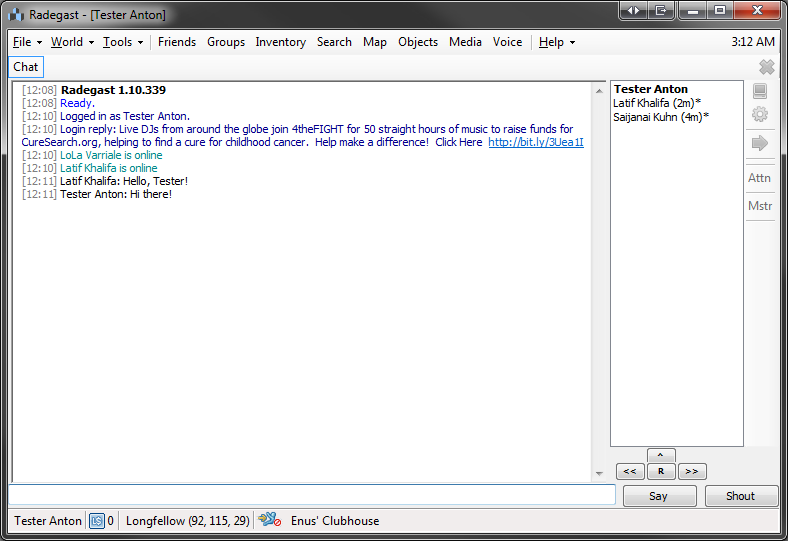 Radegast - [Tester Anton]
File World Tools Friends Groups Inventory Search Map Objects Media Voice Help 3:12 AM
Chat
[12:08] Radegast 1.10.339
[12:08] Ready.
[12:10] Logged in as Tester Anton.
[12:10] Login reply: Live DJs from around the globe join 4theFIGHT for 50 straight hours of music to raise funds for
CureSearch.org, helping to find a cure for childhood cancer.  Help make a difference!  Click Here  http://bit.ly/3Uea1I
[12:10] LoLa Varriale is online
[12:10] Latif Khalifa is online
[12:11] Latif Khalifa: Hello, Tester!
[12:11] Tester Anton: Hi there!
Tester Anton
Latif Khalifa (2m)*
Saijanai Kuhn (4m)*
Attn
Mstr
^
<< R >>
Say Shout
Tester Anton L$ 0 Longfellow (92, 115, 29) Enus' Clubhouse